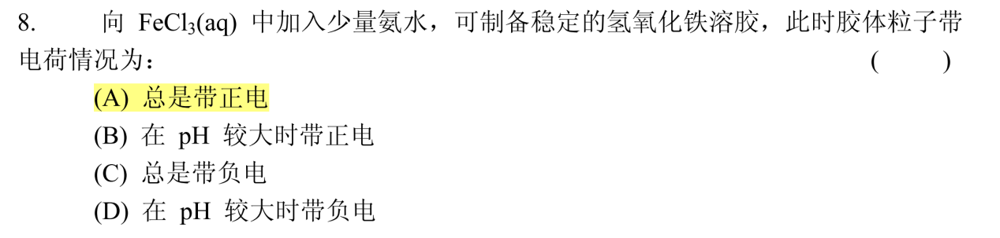 8. 向 FeCl₃(aq) 中加入少量氨水，可制备稳定的氢氧化铁溶胶，此时胶体粒子带
电荷情况为： ( )
(A) 总是带正电
(B) 在 pH 较大时带正电
(C) 总是带负电
(D) 在 pH 较大时带负电